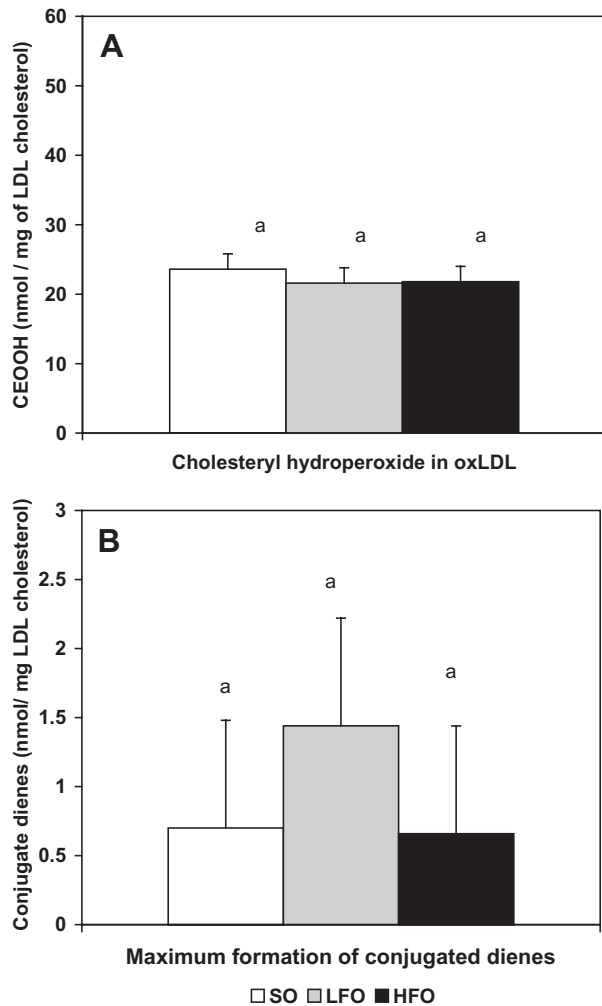 A
CEOOH (nmol / mg of LDL cholesterol)
60
50
40
30
20
10
0
a
a
a
Cholesteryl hydroperoxide in oxLDL
B
Conjugate dienes (nmol/ mg LDL cholesterol)
3
2.5
2
1.5
1
0.5
0
a
a
a
Maximum formation of conjugated dienes
SO LFO HFO